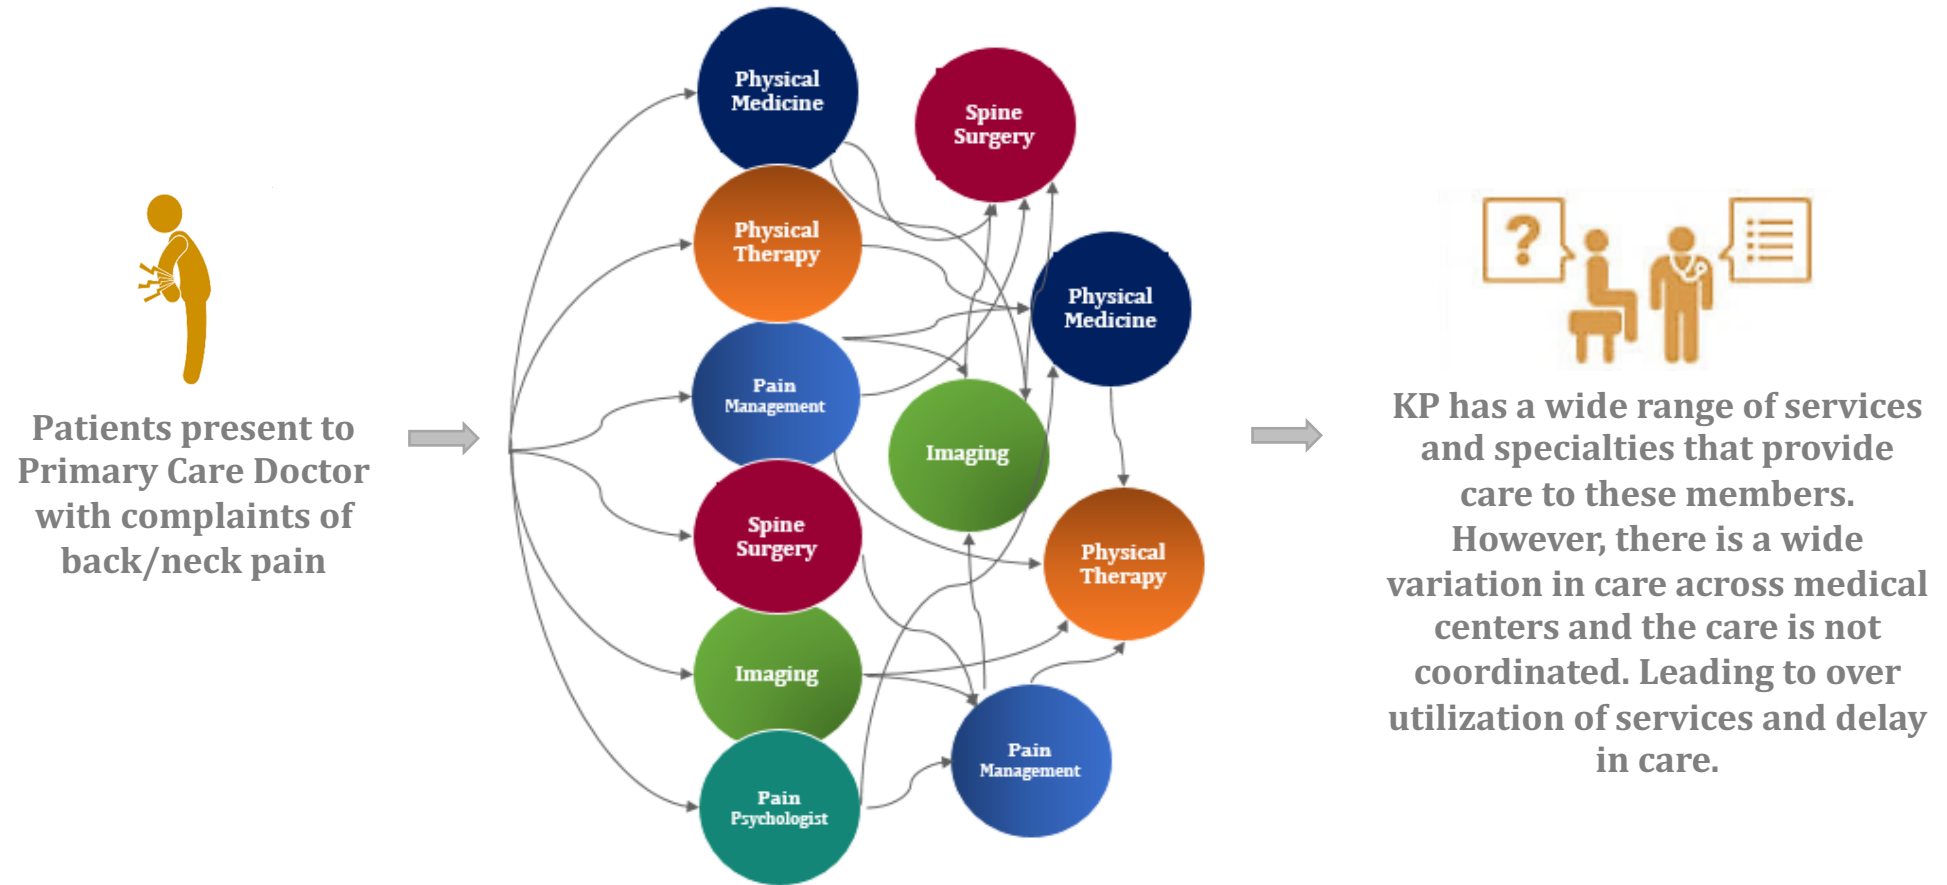 Patients present to
Primary Care Doctor
with complaints of
back/neck pain
Physical
Medicine
Physical
Therapy
Pain
Management
Spine
Surgery
Imaging
Pain
Psychologist
Spine
Surgery
Physical
Medicine
Imaging
Physical
Therapy
Pain
Management
?
KP has a wide range of services
and specialties that provide
care to these members.
However, there is a wide
variation in care across medical
centers and the care is not
coordinated. Leading to over
utilization of services and delay
in care.